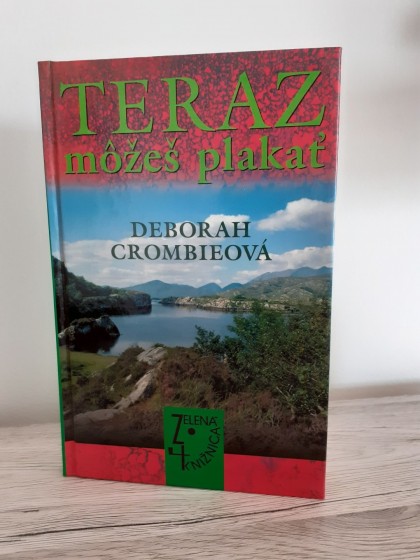 TERAZ
môžeš plakať
DEBORAH
CROMBIEOVÁ
ZELENÁ
KNIŽNICA